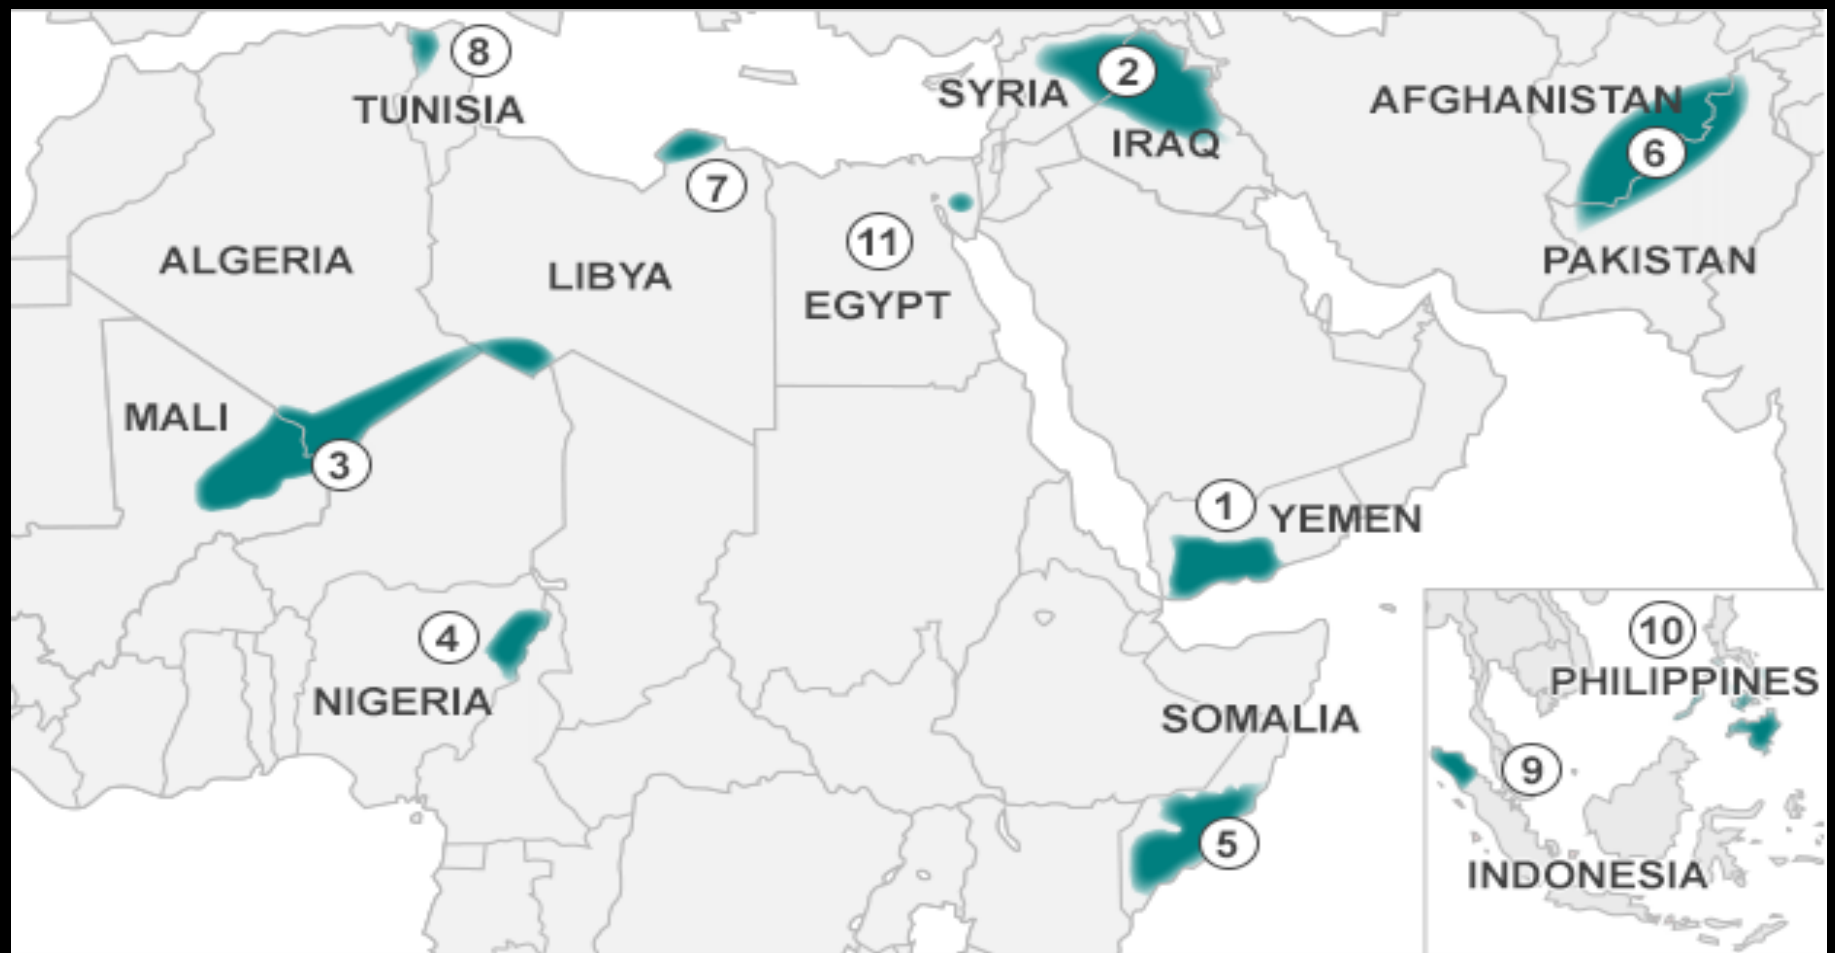 8
TUNISIA
2
SYRIA
IRAQ
AFGHANISTAN
6
PAKISTAN
7
11
EGYPT
ALGERIA
LIBYA
MALI
3
1
YEMEN
4
NIGERIA
SOMALIA
5
10
PHILIPPINES
9
INDONESIA